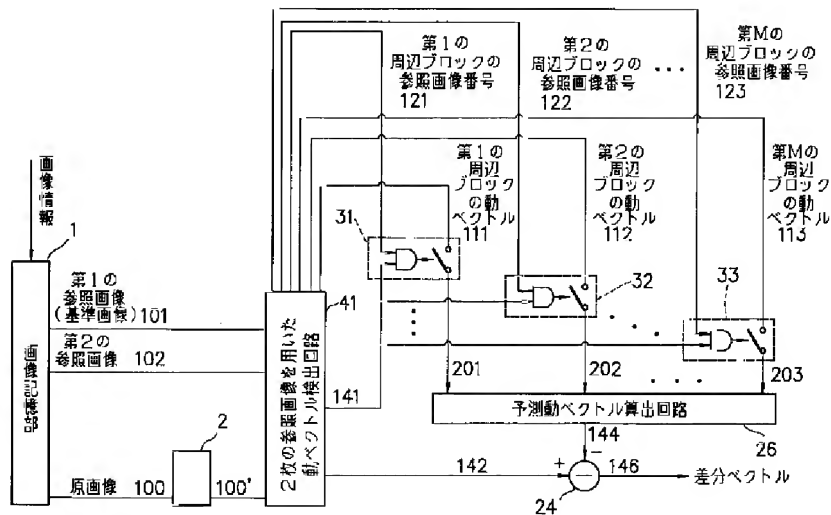 第1の
周辺ブロックの
参照画像番号
121
第2の
周辺ブロックの
参照画像番号
122
...
第Mの
周辺ブロックの
参照画像番号
123
画像情報
1
第1の
周辺
ブロック
の動
ベクトル
111
第2の
周辺
ブロック
の動
ベクトル
112
第Mの
周辺
ブロック
の動
ベクトル
113
31
32
33
41
第1の
参照画像
(基準画像) 101
第2の
参照画像 102
2枚の参照画像を用いた
動ベクトル検出回路
141
201
202
203
予測動ベクトル算出回路
26
144
2
原画像 100
100'
142
+
−
24
146
差分ベクトル